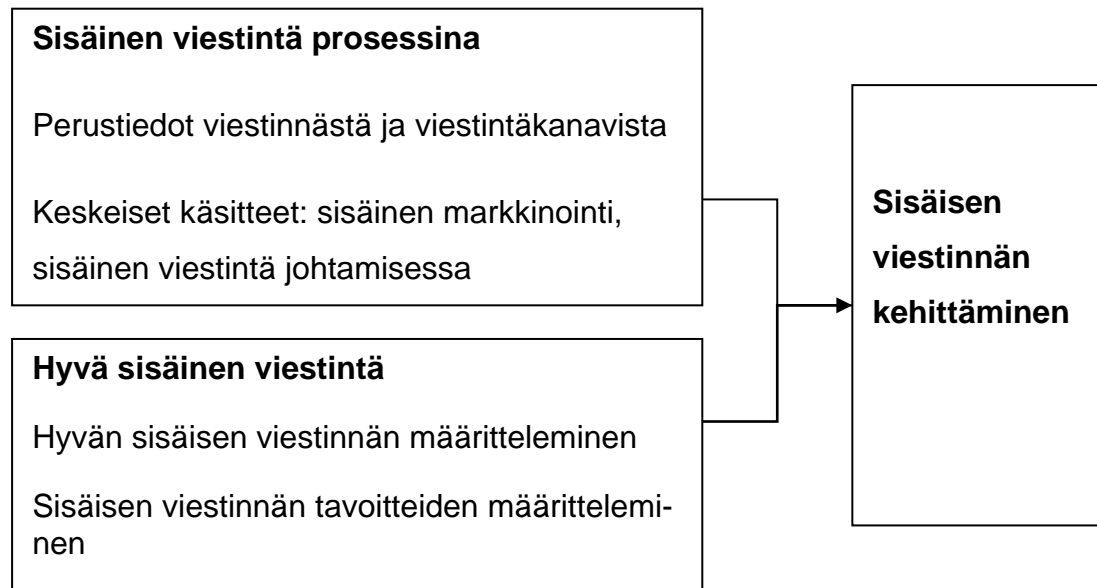 Sisäinen viestintä prosessina
Perustiedot viestinnästä ja viestintäkanavista
Keskeiset käsitteet: sisäinen markkinointi,
sisäinen viestintä johtamisessa
Hyvä sisäinen viestintä
Hyvän sisäisen viestinnän määritteleminen
Sisäisen viestinnän tavoitteiden määrittelemi-
nen
Sisäisen
viestinnän
kehittäminen